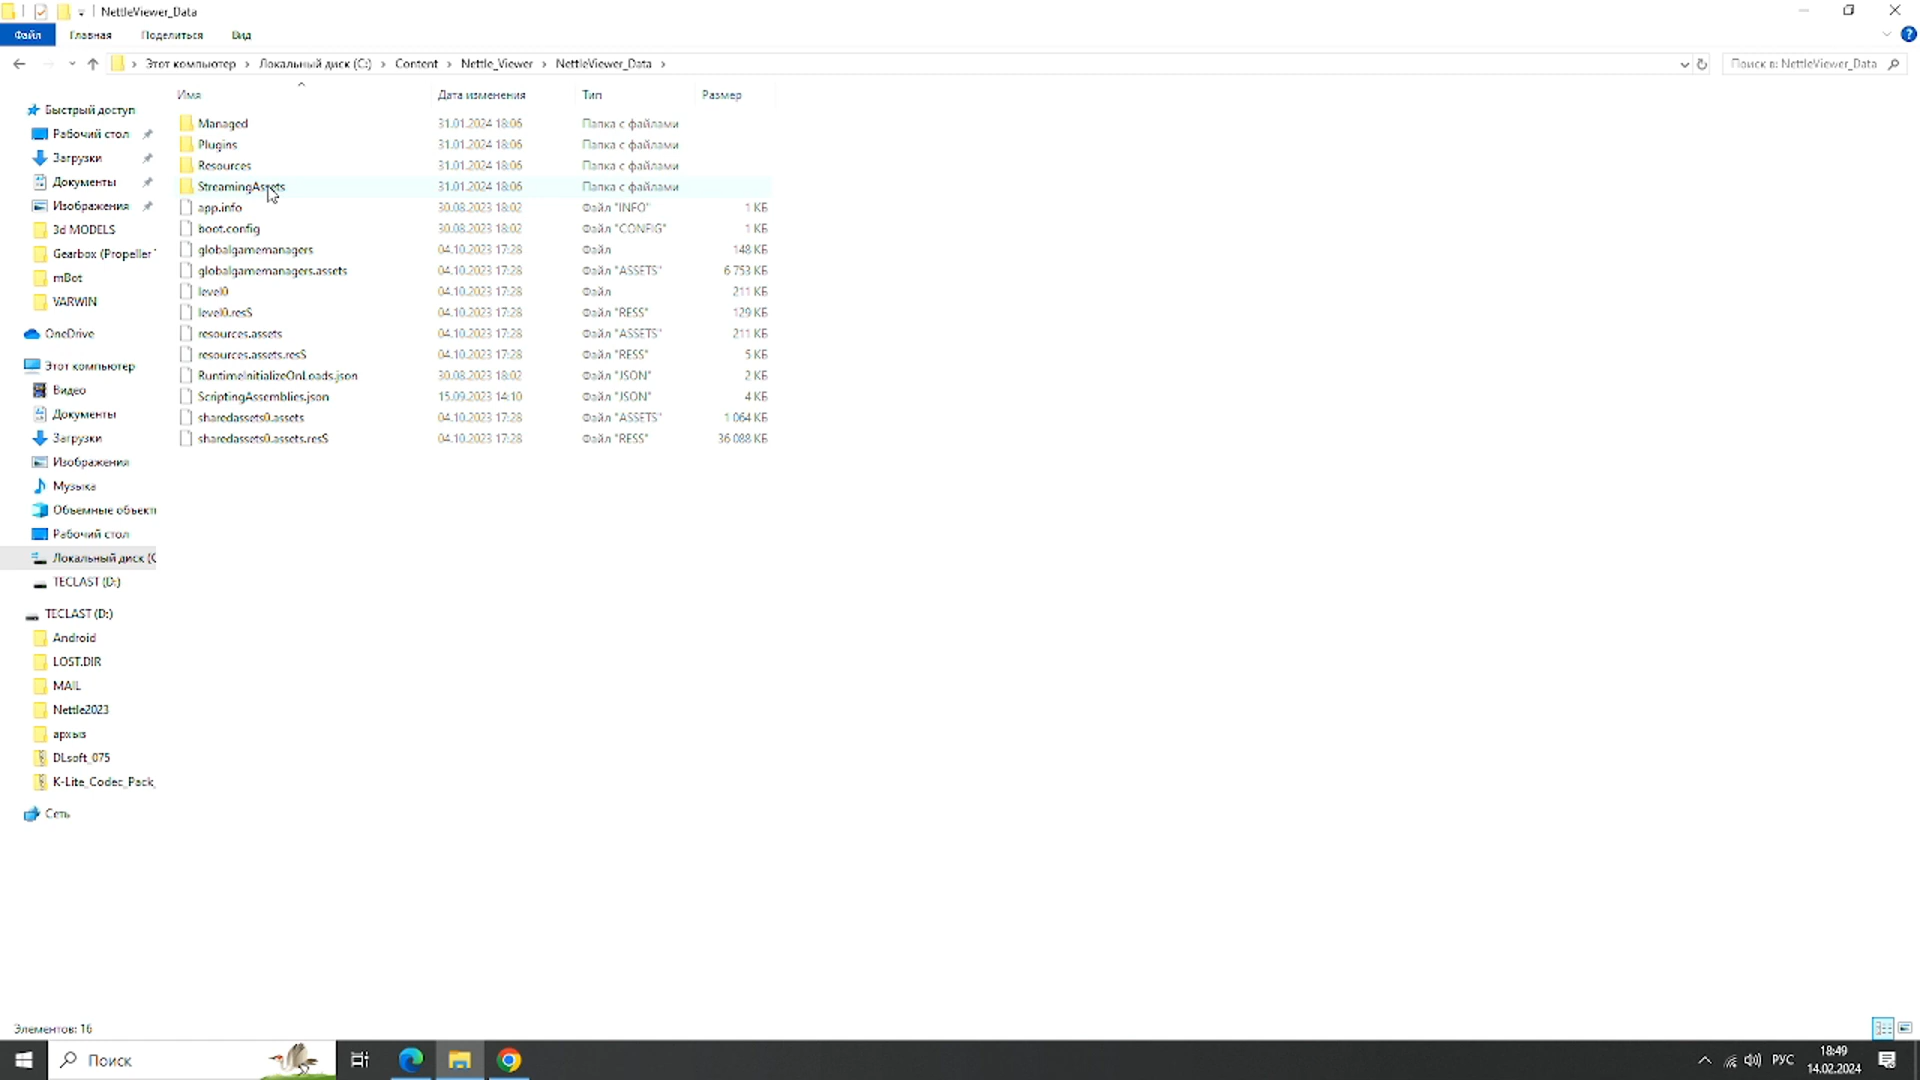 NettleViewer_Data
Файл Главная Поделиться Вид
Этот компьютер > Локальный диск (C:) > Content > Nettle_Viewer > NettleViewer_Data >
Поиск в: NettleViewer_Data
Имя Дата изменения Тип Размер
Managed 31.01.2024 18:06 Папка с файлами
Plugins 31.01.2024 18:06 Папка с файлами
Resources 31.01.2024 18:06 Папка с файлами
StreamingAssets 31.01.2024 18:06 Папка с файлами
app.info 30.08.2023 18:02 Файл "INFO" 1 КБ
boot.config 30.08.2023 18:02 Файл "CONFIG" 1 КБ
globalgamemanagers 04.10.2023 17:28 Файл 148 КБ
globalgamemanagers.assets 04.10.2023 17:28 Файл "ASSETS" 6 753 КБ
level0 04.10.2023 17:28 Файл 211 КБ
level0.resS 04.10.2023 17:28 Файл "RESS" 129 КБ
resources.assets 04.10.2023 17:28 Файл "ASSETS" 211 КБ
resources.assets.resS 04.10.2023 17:28 Файл "RESS" 5 КБ
RuntimeInitializeOnLoads.json 30.08.2023 18:02 Файл "JSON" 2 КБ
ScriptingAssemblies.json 15.09.2023 14:10 Файл "JSON" 4 КБ
sharedassets0.assets 04.10.2023 17:28 Файл "ASSETS" 1 064 КБ
sharedassets0.assets.resS 04.10.2023 17:28 Файл "RESS" 36 088 КБ
Быстрый доступ
Рабочий стол
Загрузки
Документы
Изображения
3d MODELS
Gearbox (Propeller
mBot
VARWIN
OneDrive
Этот компьютер
Видео
Документы
Загрузки
Изображения
Музыка
Объемные объект
Рабочий стол
Локальный диск (C
TECLAST (D:)
TECLAST (D:)
Android
LOST.DIR
MAIL
Nettle2023
архыз
DLsoft_075
K-Lite_Codec_Pack_
Сеть
Элементов: 16
Поиск
РУС
18:49
14.02.2024